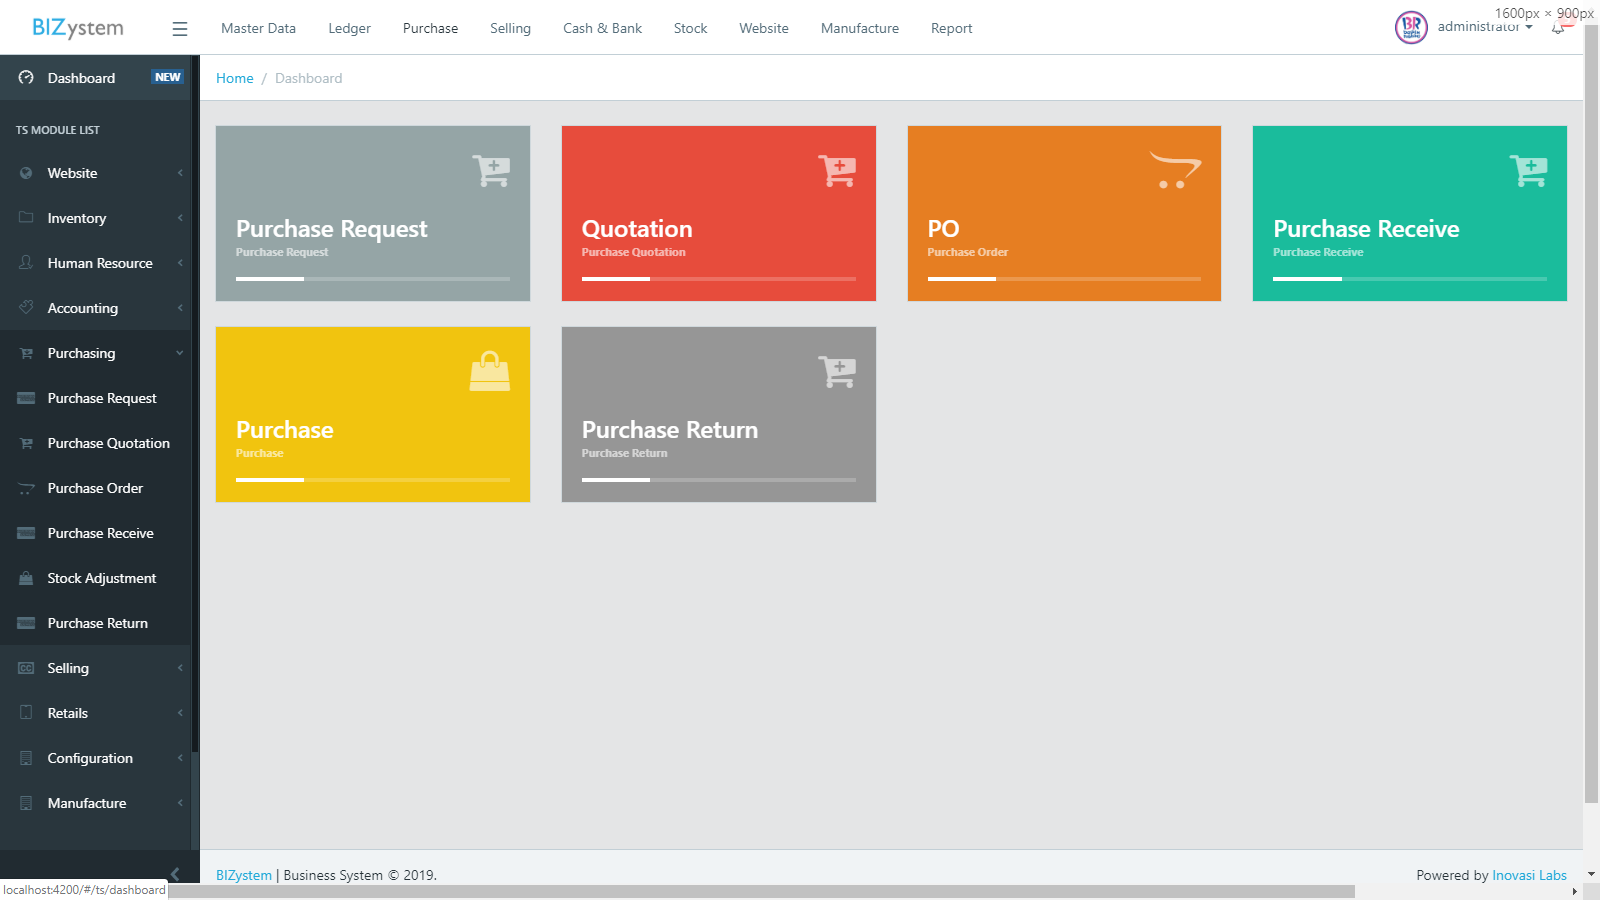 BIZystem
Master Data
Ledger
Purchase
Selling
Cash & Bank
Stock
Website
Manufacture
Report
administrator
1600px × 900px
Dashboard
NEW
Home / Dashboard
TS MODULE LIST
Website
Inventory
Human Resource
Accounting
Purchasing
Purchase Request
Purchase Quotation
Purchase Order
Purchase Receive
Stock Adjustment
Purchase Return
Selling
Retails
Configuration
Manufacture
Purchase Request
Purchase Request
Quotation
Purchase Quotation
PO
Purchase Order
Purchase Receive
Purchase Receive
Purchase
Purchase
Purchase Return
Purchase Return
BIZystem | Business System © 2019.
Powered by Inovasi Labs
localhost:4200/#/ts/dashboard